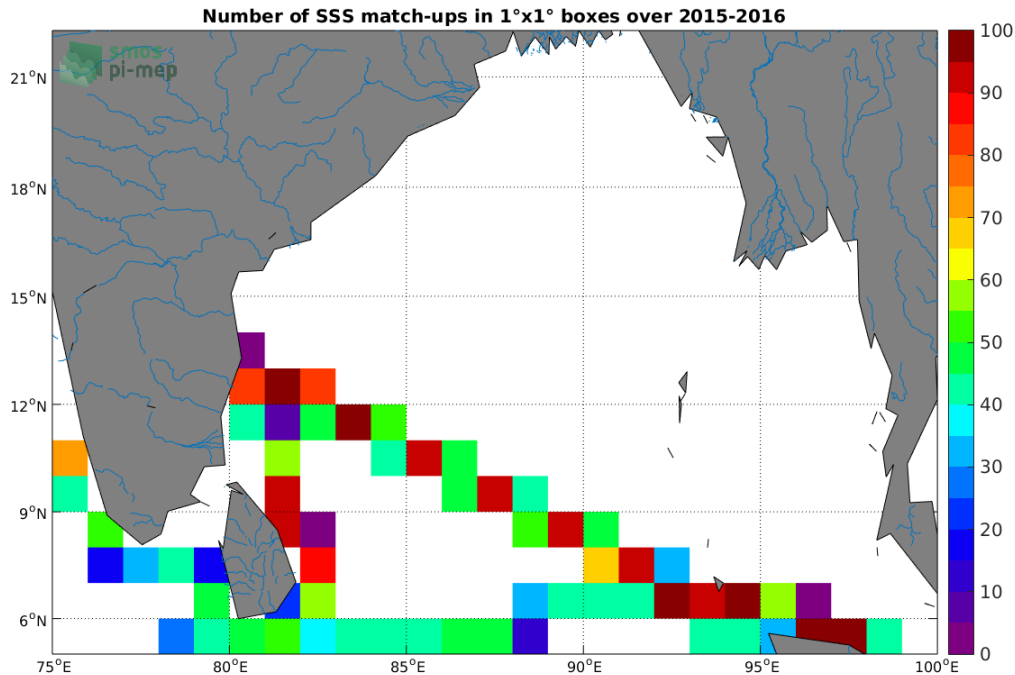 Number of SSS match-ups in 1°x1° boxes over 2015-2016
smos
pi-mep
21°N
18°N
15°N
12°N
9°N
6°N
75°E
80°E
85°E
90°E
95°E
100°E
100
90
80
70
60
50
40
30
20
10
0